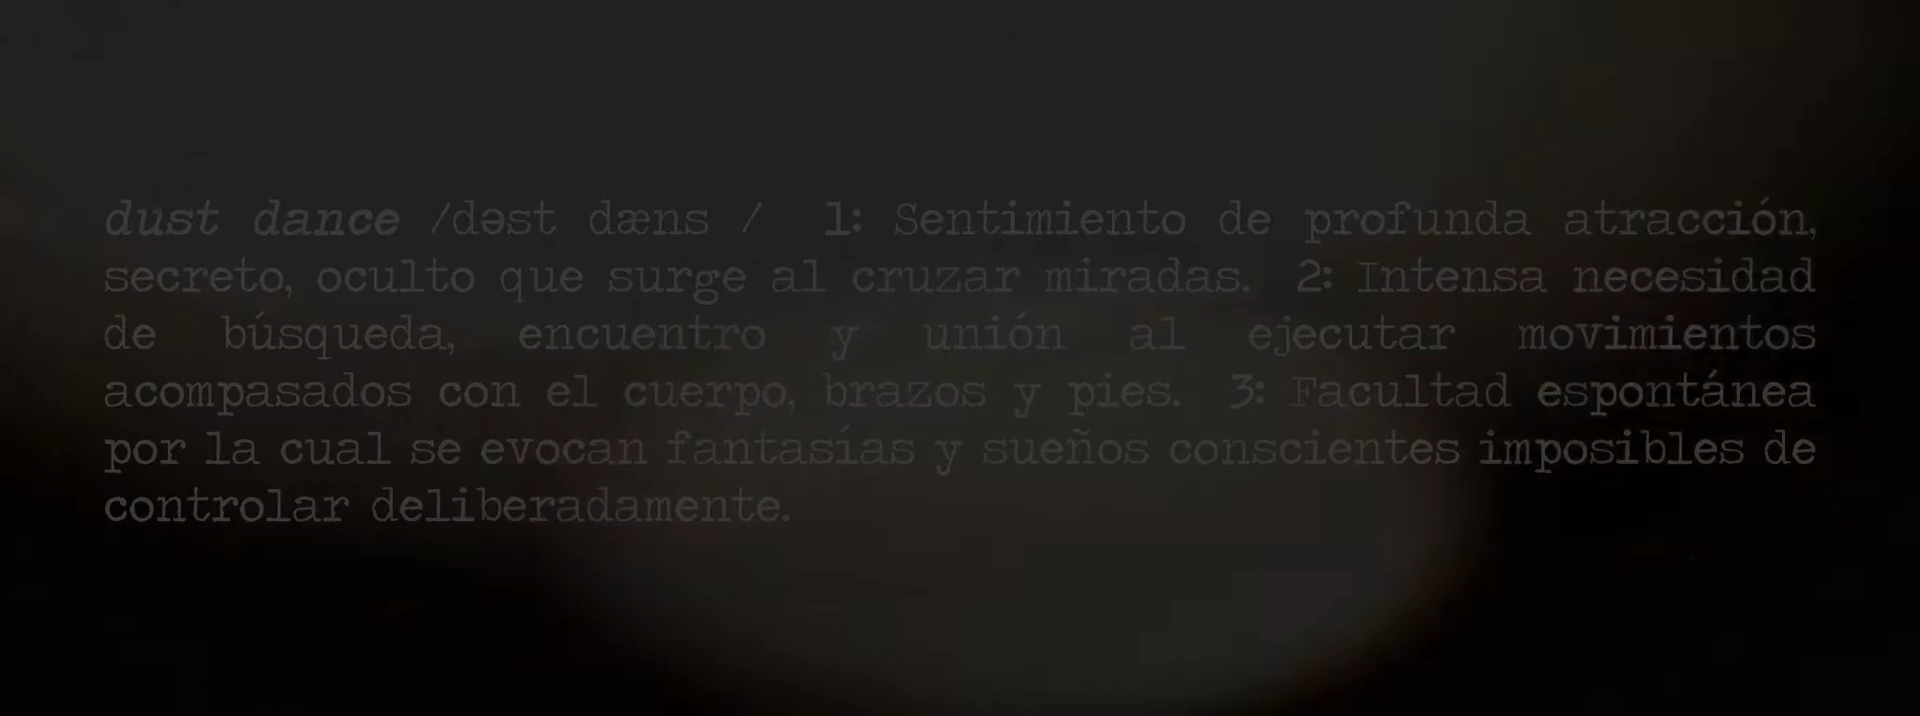 dust dance /dəst dæns / 1: Sentimiento de profunda atracción,
secreto, oculto que surge al cruzar miradas. 2: Intensa necesidad
de búsqueda, encuentro y unión al ejecutar movimientos
acompasados con el cuerpo, brazos y pies. 3: Facultad espontánea
por la cual se evocan fantasías y sueños conscientes imposibles de
controlar deliberadamente.